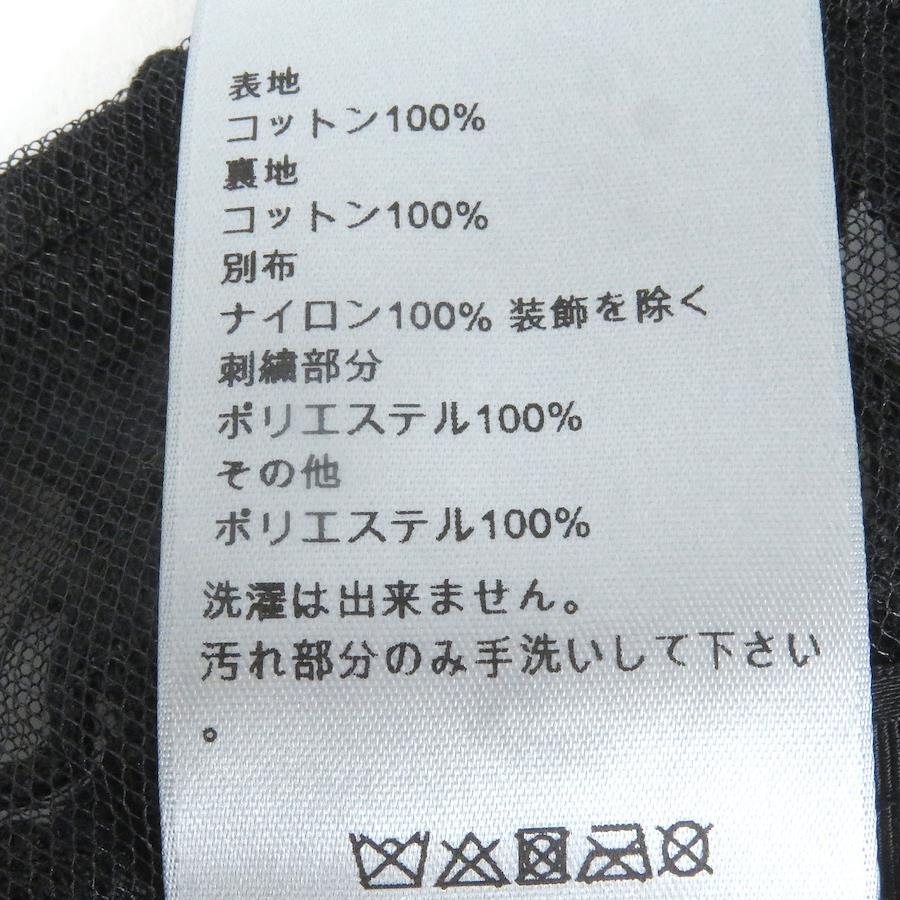 表地
コットン100%
裏地
コットン100%
別布
ナイロン100% 装飾を除く
刺繍部分
ポリエステル100%
その他
ポリエステル100%
洗濯は出来ません。
汚れ部分のみ手洗いして下さい
。